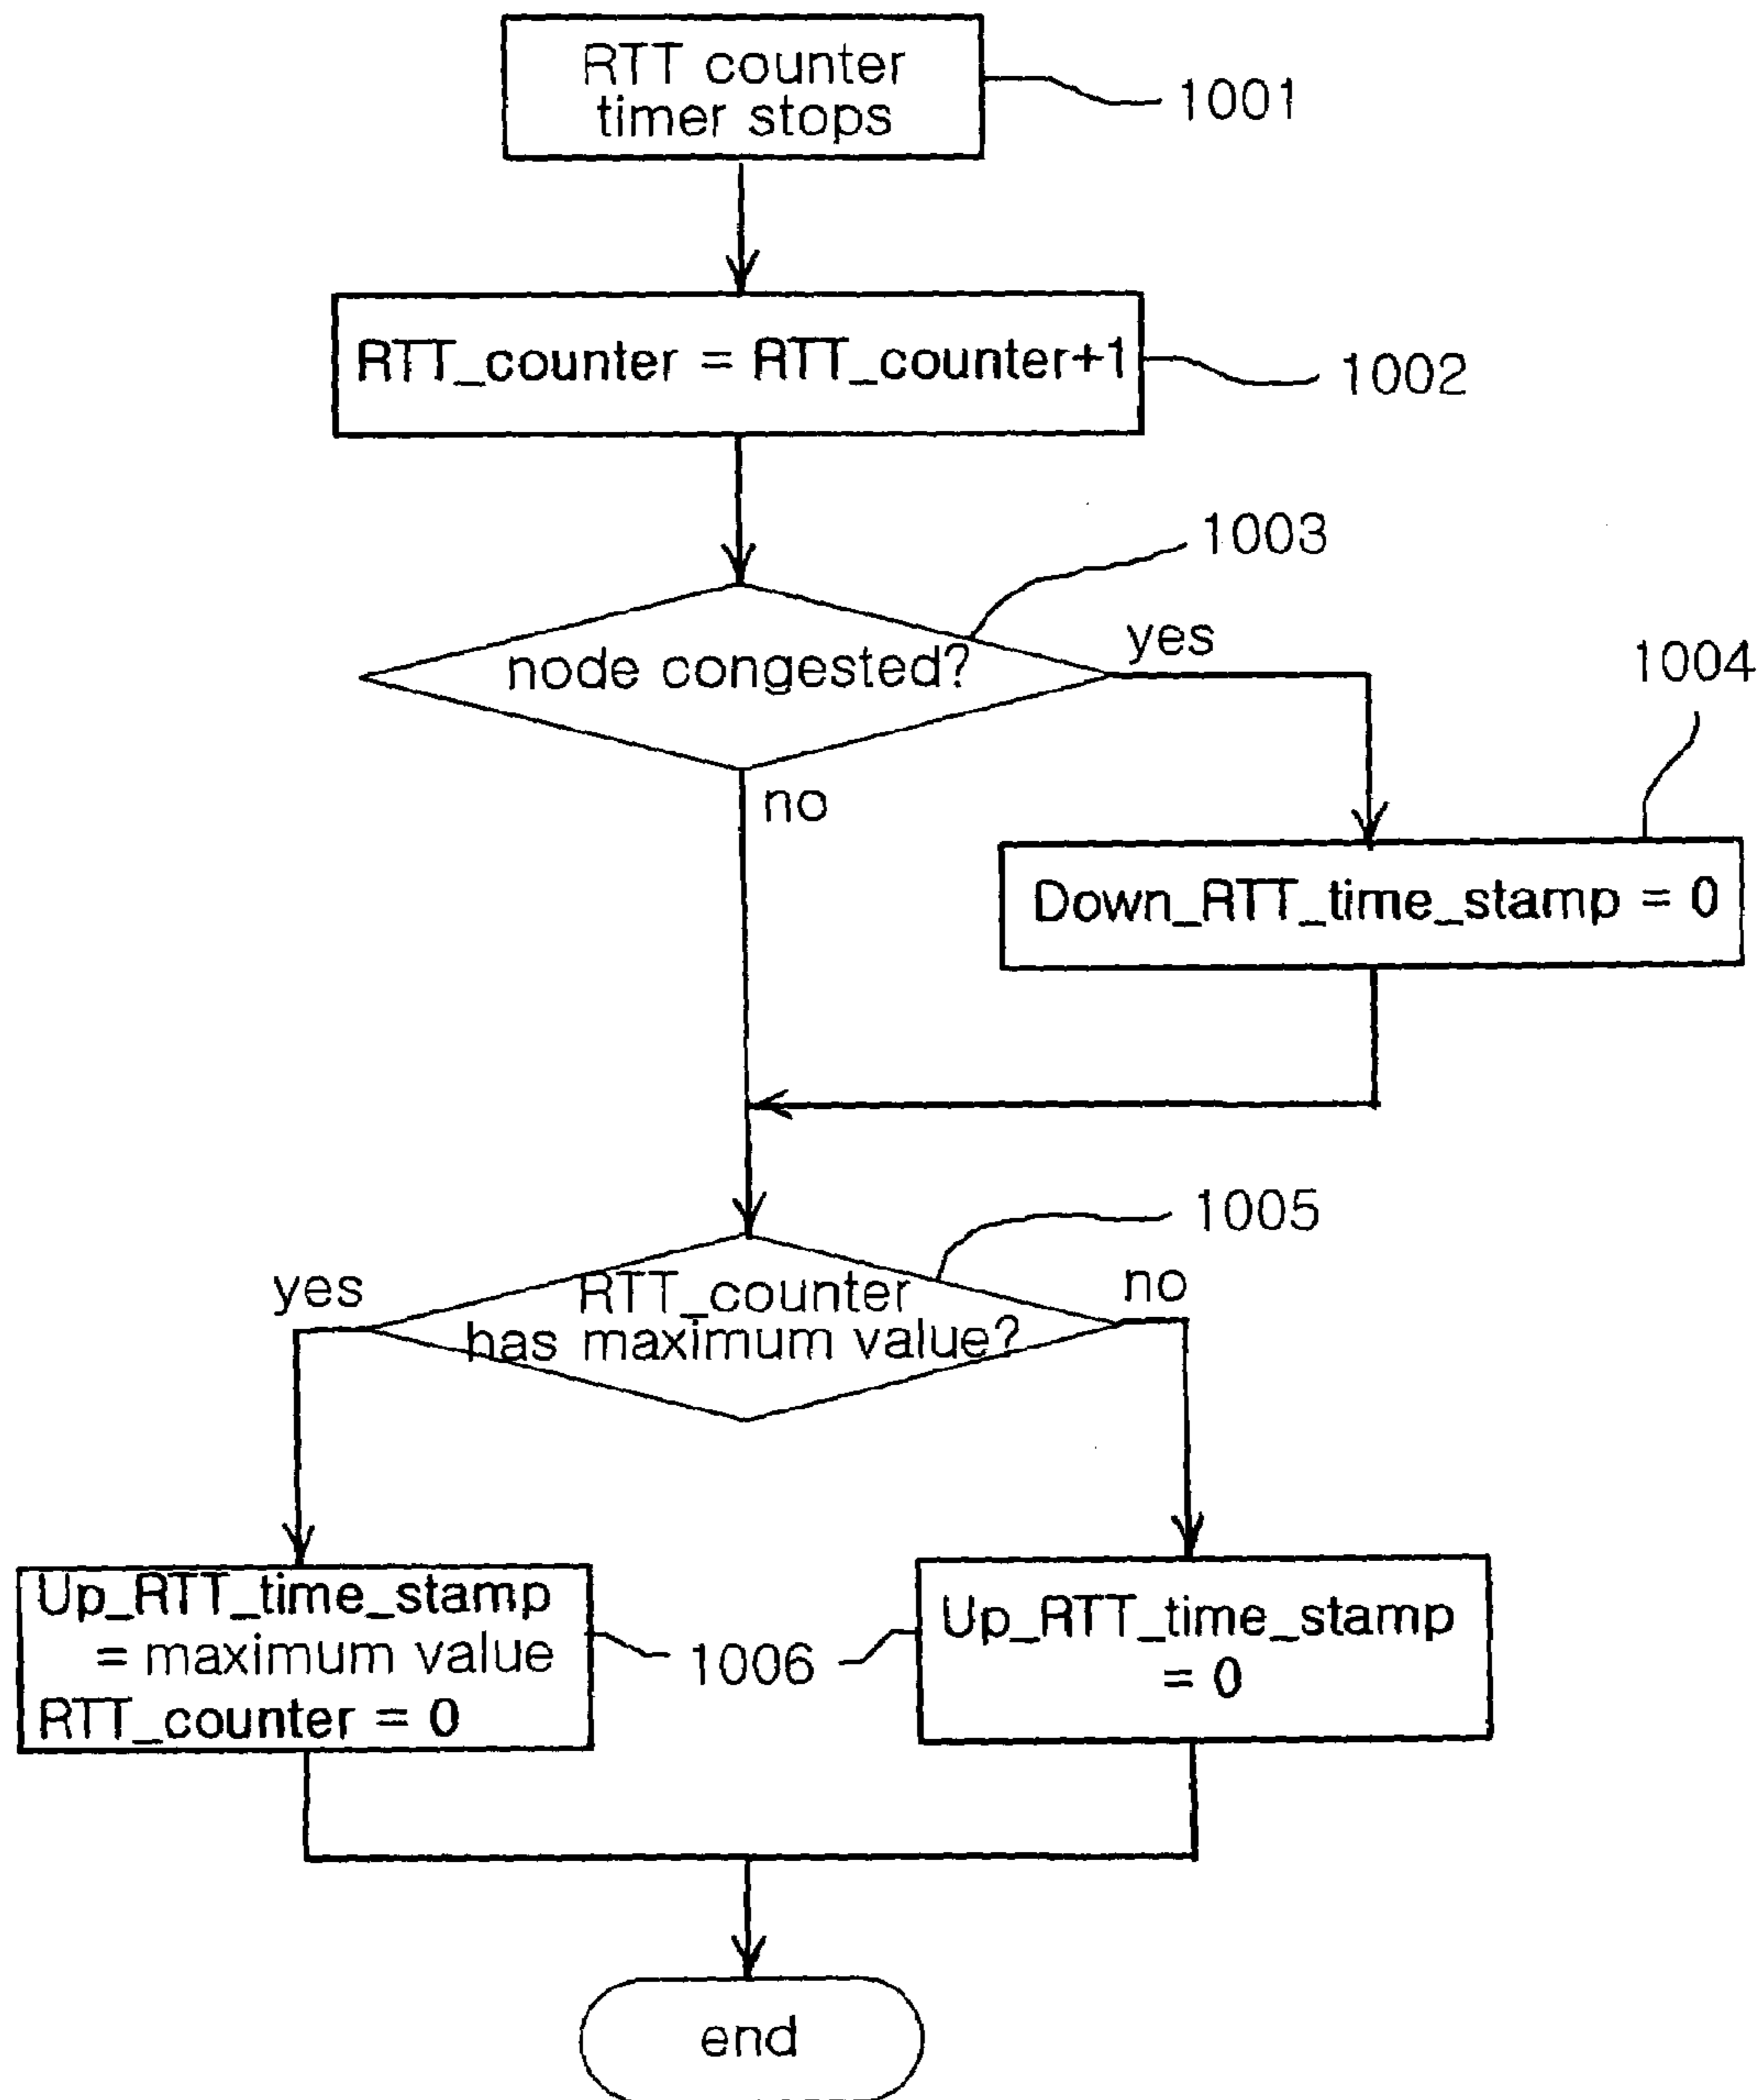 RTT counter
timer stops
1001
RTT_counter = RTT_counter+1
1002
1003
node congested?
yes
1004
no
Down_RTT_time_stamp = 0
1005
yes
RTT_counter
has maximum value?
no
Up_RTT_time_stamp
= maximum value
RTT_counter = 0
1006
Up_RTT_time_stamp
= 0
end